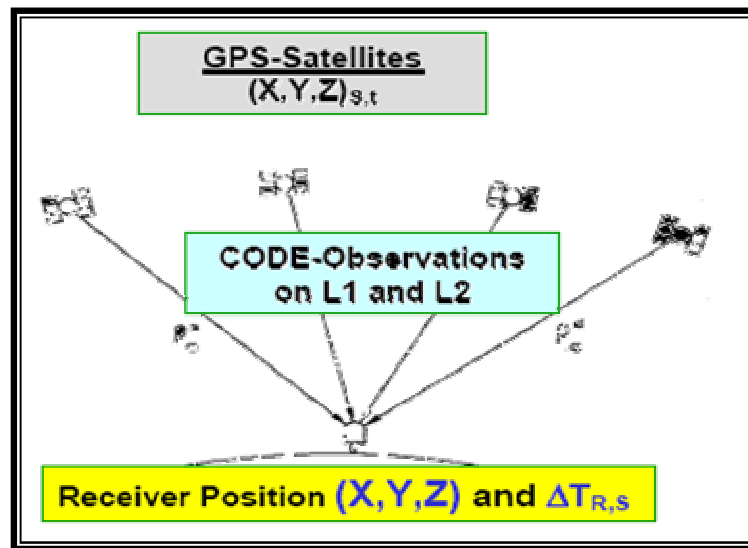 GPS-Satellites
(X,Y,Z)S,t
CODE-Observations
on L1 and L2
Receiver Position (X,Y,Z) and ΔTR,S